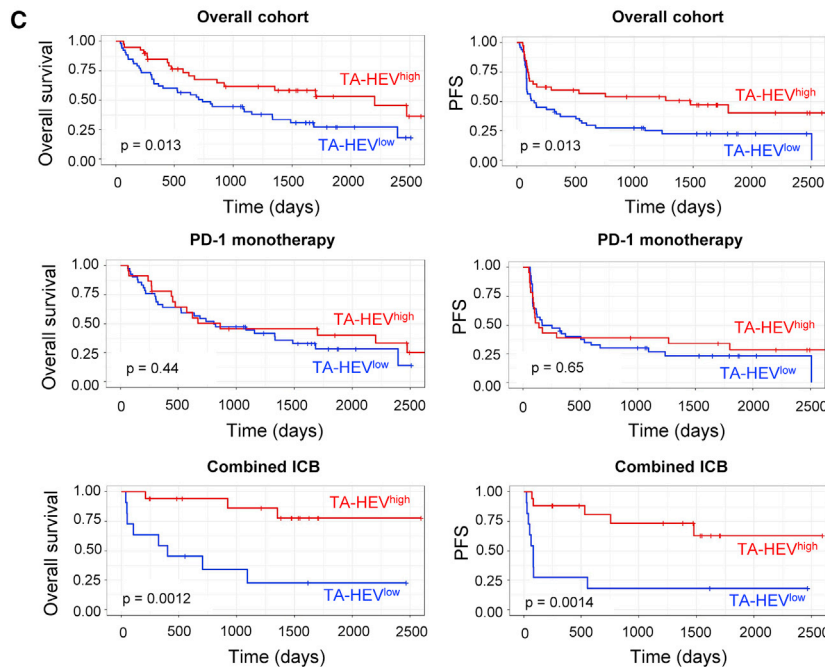 C
Overall cohort
Overall survival
1.00
0.75
0.50
0.25
0.00
TA-HEVhigh
TA-HEVlow
p = 0.013
0 500 1000 1500 2000 2500
Time (days)
Overall cohort
PFS
1.00
0.75
0.50
0.25
0.00
TA-HEVhigh
TA-HEVlow
p = 0.013
0 500 1000 1500 2000 2500
Time (days)
PD-1 monotherapy
Overall survival
1.00
0.75
0.50
0.25
0.00
TA-HEVhigh
TA-HEVlow
p = 0.44
0 500 1000 1500 2000 2500
Time (days)
PD-1 monotherapy
PFS
1.00
0.75
0.50
0.25
0.00
TA-HEVhigh
TA-HEVlow
p = 0.65
0 500 1000 1500 2000 2500
Time (days)
Combined ICB
Overall survival
1.00
0.75
0.50
0.25
0.00
TA-HEVhigh
TA-HEVlow
p = 0.0012
0 500 1000 1500 2000 2500
Time (days)
Combined ICB
PFS
1.00
0.75
0.50
0.25
0.00
TA-HEVhigh
TA-HEVlow
p = 0.0014
0 500 1000 1500 2000 2500
Time (days)